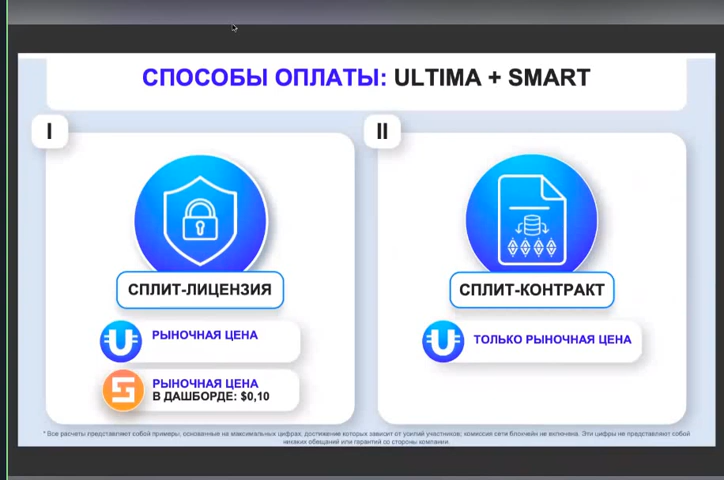 СПОСОБЫ ОПЛАТЫ: ULTIMA + SMART
I
СПЛИТ-ЛИЦЕНЗИЯ
РЫНОЧНАЯ ЦЕНА
РЫНОЧНАЯ ЦЕНА
В ДАШБОРДЕ: $0,10
II
СПЛИТ-КОНТРАКТ
ТОЛЬКО РЫНОЧНАЯ ЦЕНА
* Все расчеты представляют собой примеры, основанные на максимальных цифрах, достижение которых зависит от усилий участников; комиссия сети блокчейн не включена. Эти цифры не представляют собой
никаких обещаний или гарантий со стороны компании.